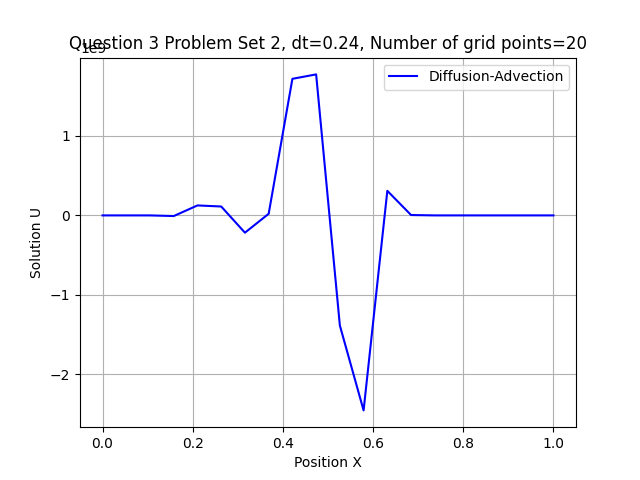 Question 3 Problem Set 2, dt=0.24, Number of grid points=20
1e9
Diffusion-Advection
1
0
−1
−2
Solution U
0.0 0.2 0.4 0.6 0.8 1.0
Position X